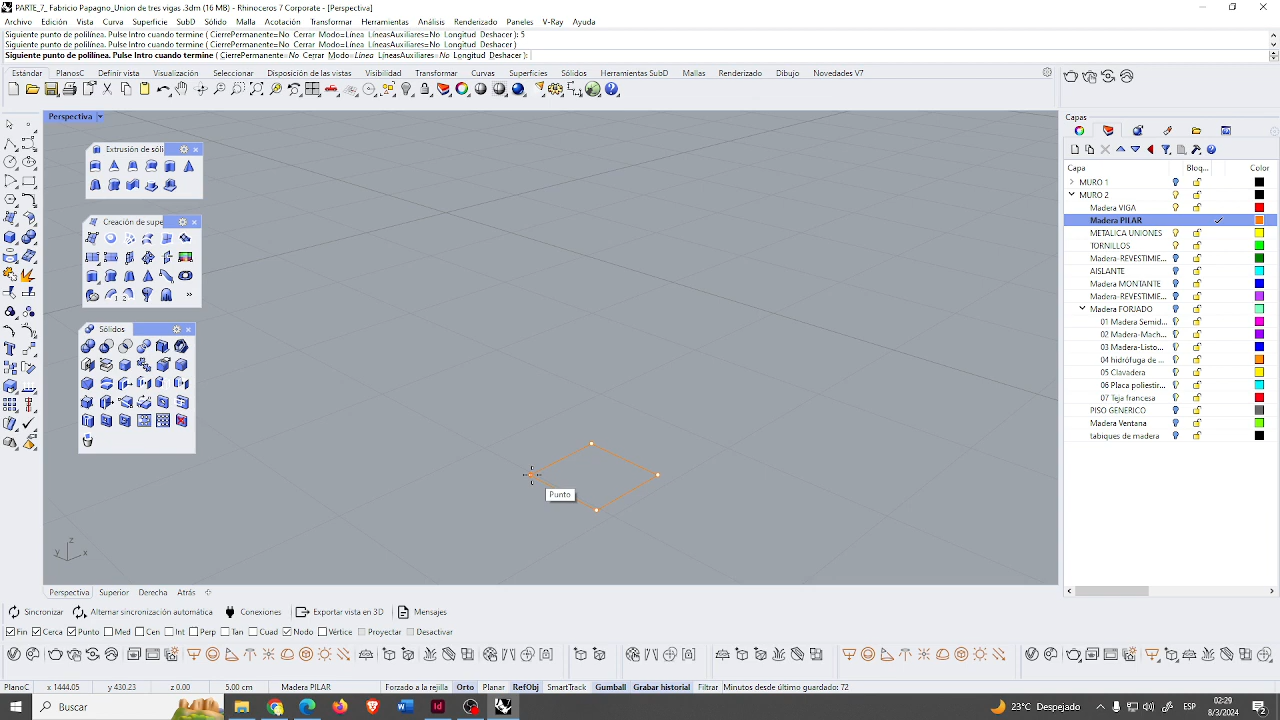 PARTE_7_ Fabricio Papagno_Union de tres vigas .3dm (16 MB) - Rhinoceros 7 Corporate - [Perspectiva]
Archivo Edición Vista Curva Superficie SubD Sólido Malla Acotación Transformar Herramientas Análisis Renderizado Paneles V-Ray Ayuda
Siguiente punto de polilínea. Pulse Intro cuando termine ( CierrePermanente=No Cerrar Modo=Línea LíneasAuxiliares=No Longitud Deshacer ): 5
Siguiente punto de polilínea. Pulse Intro cuando termine ( CierrePermanente=No Cerrar Modo=Línea LíneasAuxiliares=No Longitud Deshacer )
Siguiente punto de polilínea. Pulse Intro cuando termine ( CierrePermanente=No Cerrar Modo=Línea LíneasAuxiliares=No Longitud Deshacer ):
Estándar PlanosC Definir vista Visualización Seleccionar Disposición de las vistas Visibilidad Transformar Curvas Superficies Sólidos Herramientas SubD Mallas Renderizado Dibujo Novedades V7
Perspectiva
Capas
Extrusión de sóli
Creación de supe
Sólidos
Capa Bloq... Color
MURO 1
MURO 2
Madera VIGA
Madera PILAR
METALICA UNIONES
TORNILLOS
Madera-REVESTIMIE...
AISLANTE
Madera MONTANTE
Madera-REVESTIMIE...
Madera FORJADO
01 Madera Semid...
02 Madera-Mach...
03 Madera-Listo...
04 hidrófuga de ...
05 Clavadera
06 Placa poliestir...
07 Teja francesa
PISO GENERICO
Madera Ventana
tabiques de madera
Punto
z
y x
Perspectiva Superior Derecha Atrás
Sincronizar Alternar sincronización automática Conexiones Exportar vista en 3D Mensajes
Fin Cerca Punto Med Cen Int Perp Tan Cuad Nodo Vértice Proyectar Desactivar
PlanoC x 1444.05 y 430.23 z 0.00 5.00 cm Madera PILAR Forzado a la rejilla Orto Planar RefObj SmartTrack Gumball Grabar historial Filtrar Minutos desde último guardado: 72
Buscar
23°C Despejado ESP 02:29
8/3/2024